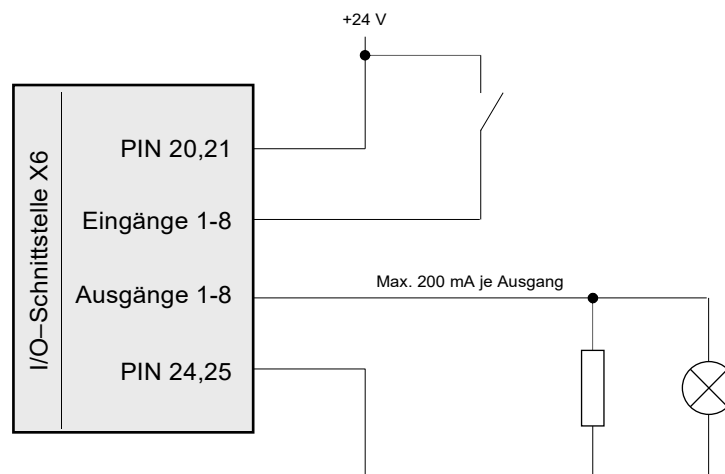 +24 V
I/O–Schnittstelle X6
PIN 20,21
Eingänge 1-8
Ausgänge 1-8
Max. 200 mA je Ausgang
PIN 24,25